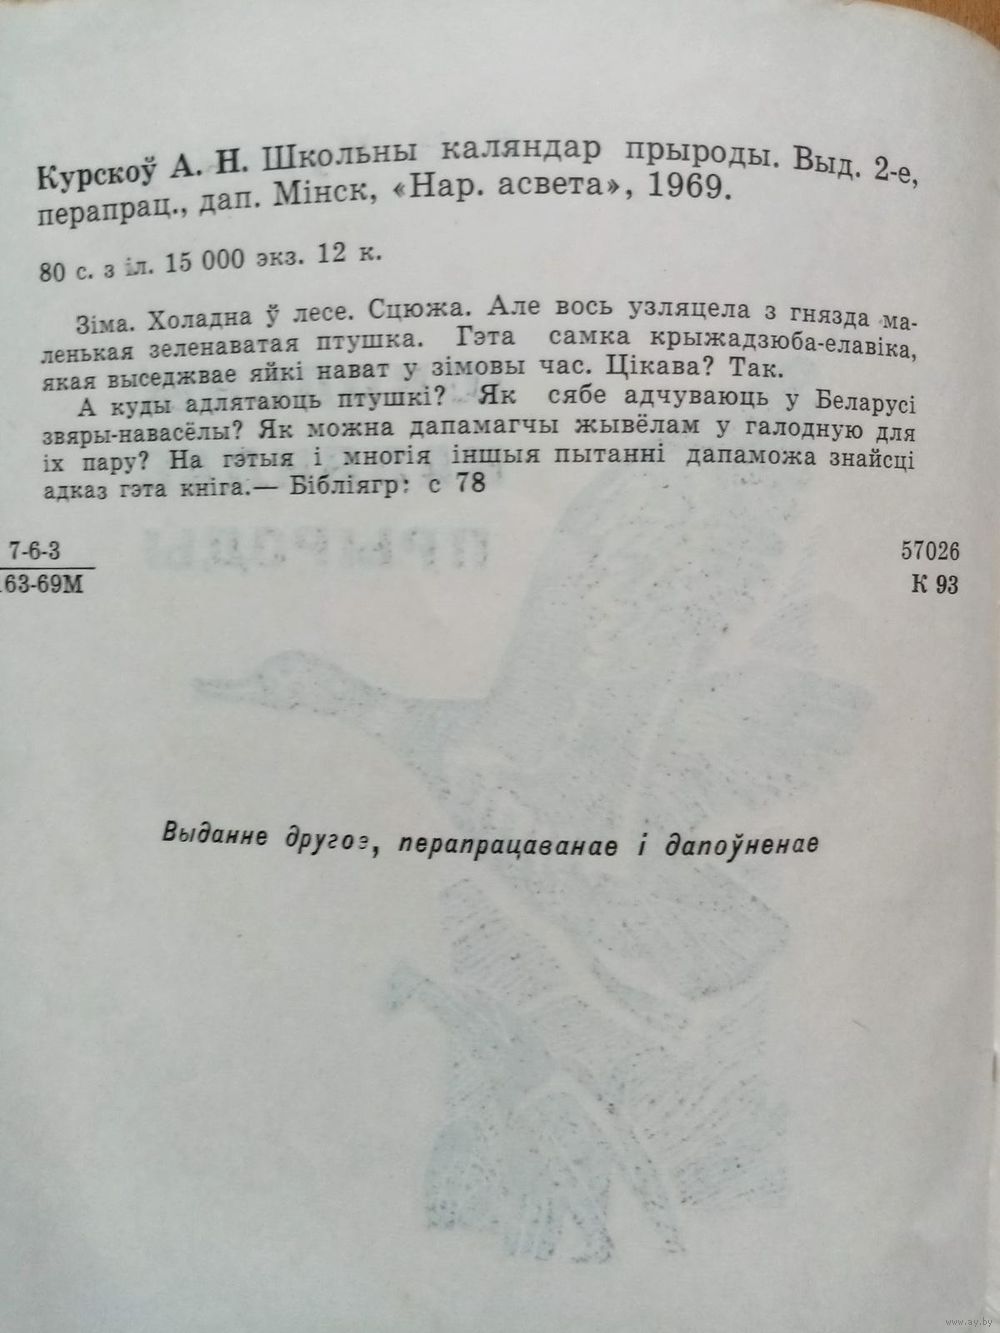 Курскоў А. Н. Школьны каляндар прыроды. Выд. 2-е,
перапрац., дап. Мінск, «Нар. асвета», 1969.
80 с. з іл. 15 000 экз. 12 к.
Зіма. Холадна ў лесе. Сцюжа. Але вось узляцела з гнязда ма-
ленькая зеленаватая птушка. Гэта самка крыжадзюба-елавіка,
якая выседжвае яйкі нават у зімовы час. Цікава? Так.
А куды адлятаюць птушкі? Як сябе адчуваюць у Беларусі
звяры-навасёлы? Як можна дапамагчы жывёлам у галодную для
іх пару? На гэтыя і многія іншыя пытанні дапаможа знайсці
адказ гэта кніга.— Бібліягр: с 78
7-6-3
63-69М
57026
К 93
Выданне другое, перапрацаванае і дапоўненае
ПРЫРОДЫ
www.ay.by